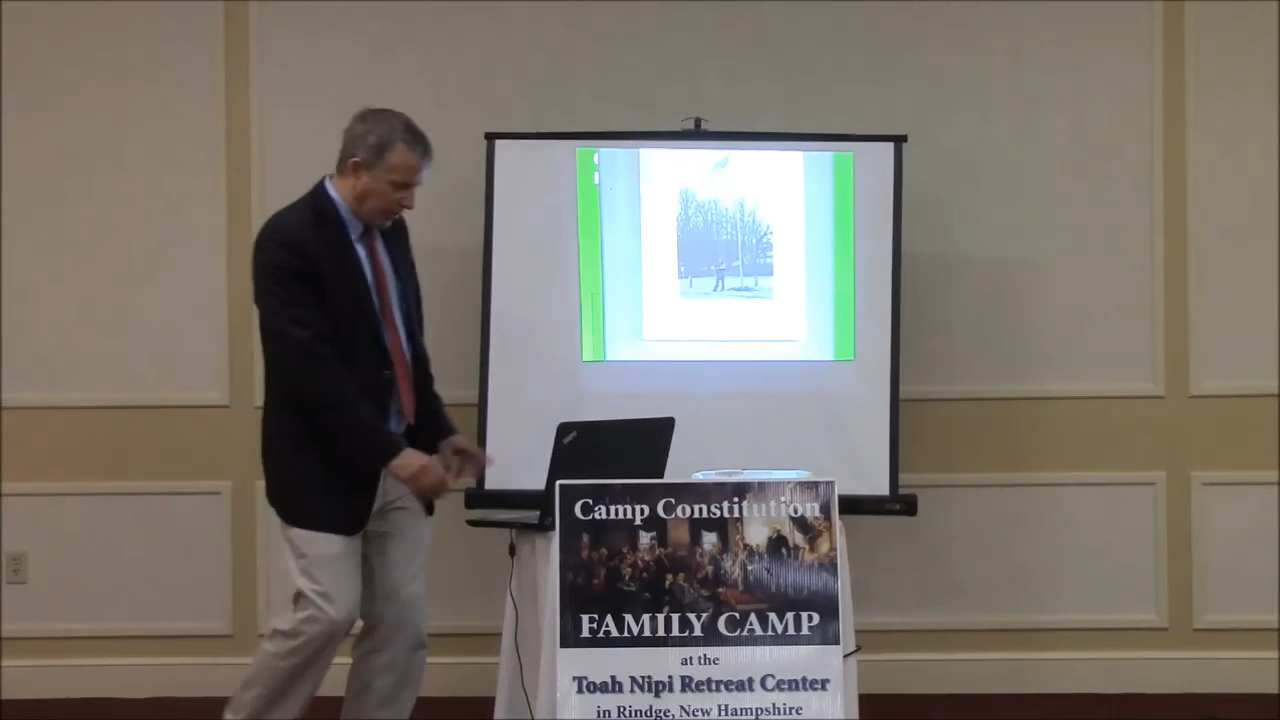 Camp Constitution
FAMILY CAMP
at the
Toah Nipi Retreat Center
in Rindge, New Hampshire